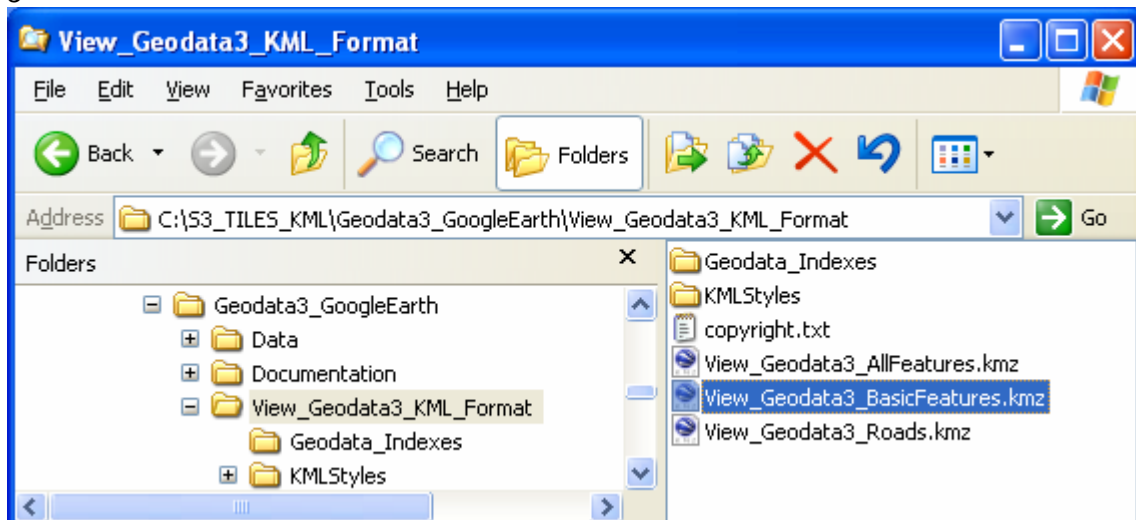 View_Geodata3_KML_Format
File Edit View Favorites Tools Help
Back Search Folders
Address C:\S3_TILES_KML\Geodata3_GoogleEarth\View_Geodata3_KML_Format Go
Folders
Geodata3_GoogleEarth
Data
Documentation
View_Geodata3_KML_Format
Geodata_Indexes
KMLStyles
Geodata_Indexes
KMLStyles
copyright.txt
View_Geodata3_AllFeatures.kmz
View_Geodata3_BasicFeatures.kmz
View_Geodata3_Roads.kmz